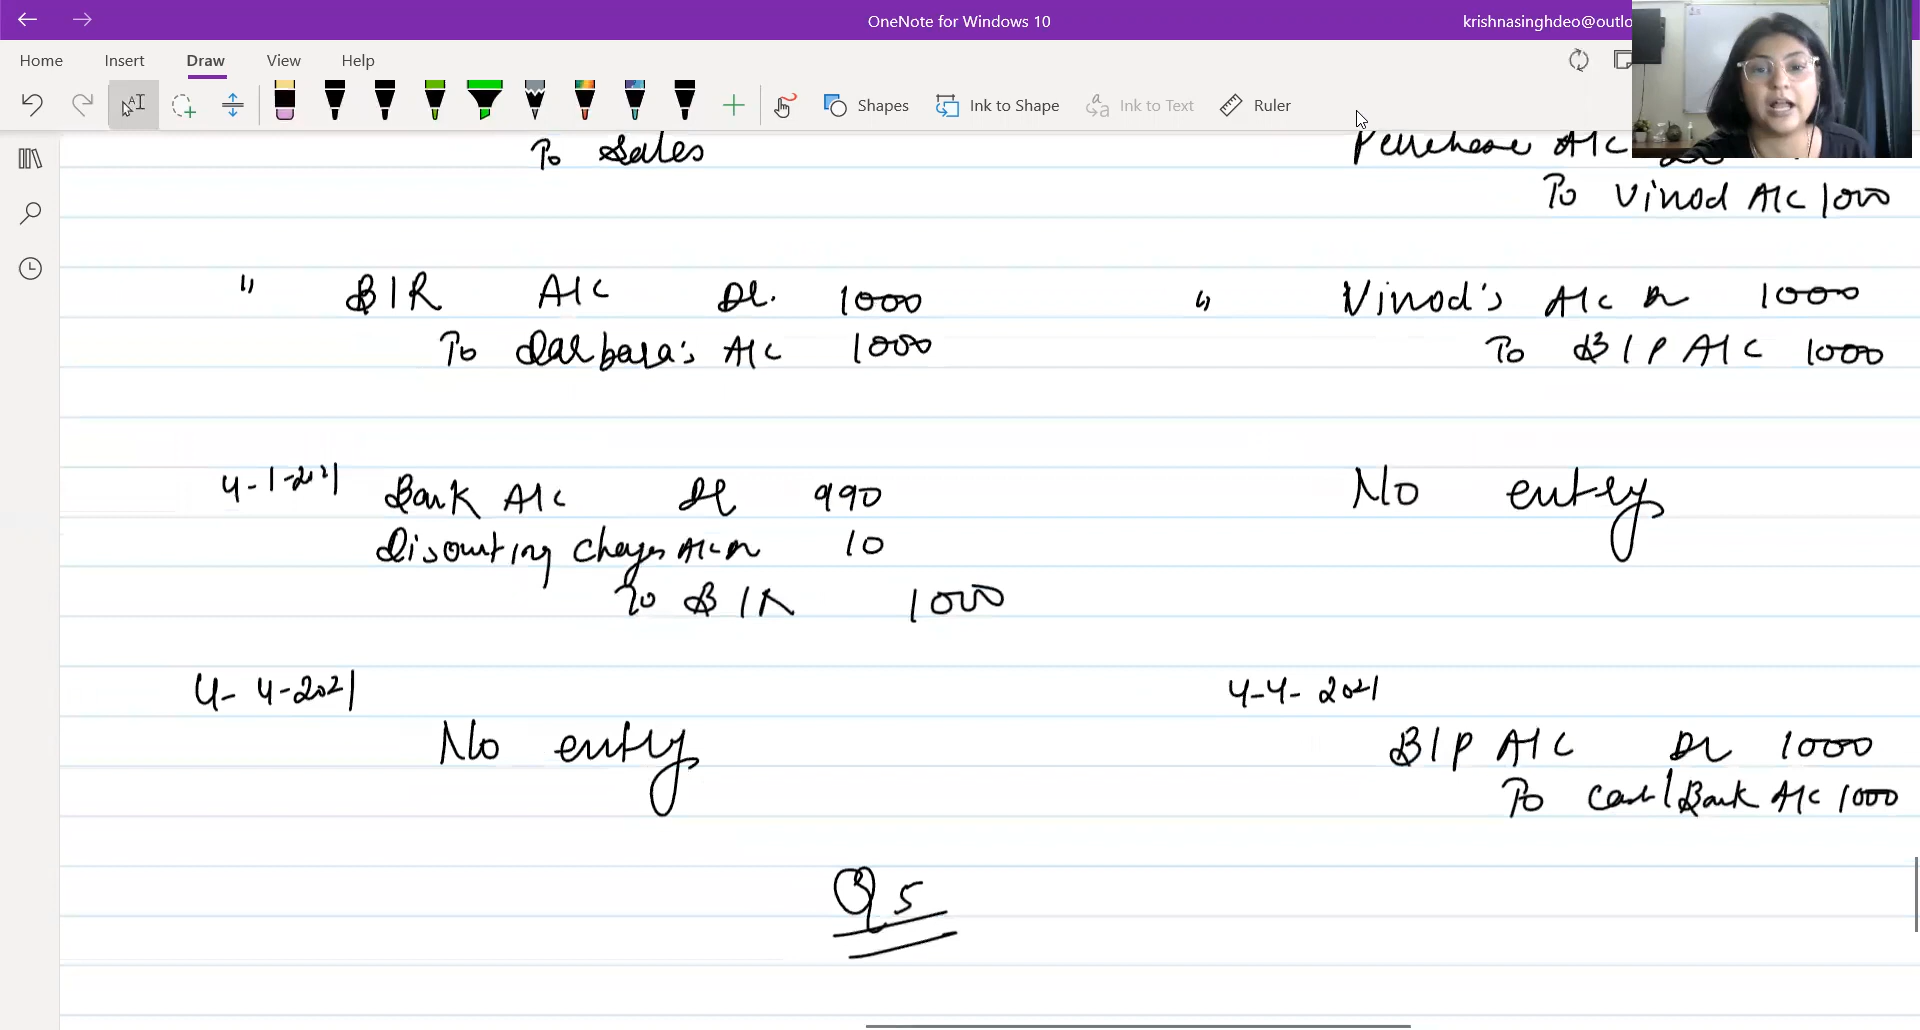 OneNote for Windows 10
krishnasinghdeo@outlo
Home Insert Draw View Help
Shapes Ink to Shape Ink to Text Ruler
To Sales
Purchase A/C
To Vinod A/C 1000
" B/R A/C Dr. 1000
To Darbara's A/C 1000
" Vinod's A/c Dr 1000
To B/P A/C 1000
4-1-2021 Bank A/c Dr 990
Discounting Charges A/c Dr 10
To B/R 1000
No entry
4-4-2021
No entry
4-4-2021
B/P A/C Dr 1000
To Cash/Bank A/C 1000
Q 5